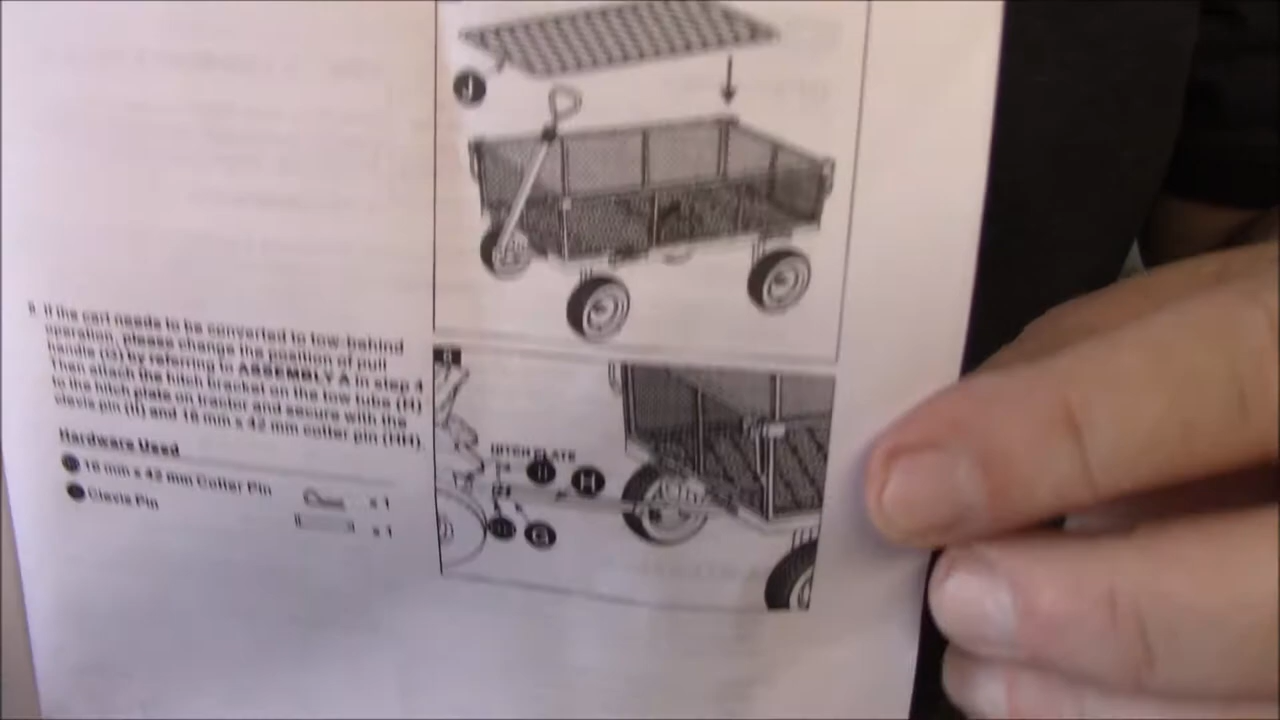 J
8. If the cart needs to be converted to tow-behind
operation, please change the position of pull
handle (G) by referring to ASSEMBLY A in step 4
Then attach the hitch bracket on the tow tube (H)
to the hitch plate on tractor and secure with the
clevis pin (II) and 16 mm x 42 mm cotter pin (HH).
Hardware Used
16 mm x 42 mm Cotter Pin x 1
Clevis Pin x 1
8
HITCH PLATE
II H
G